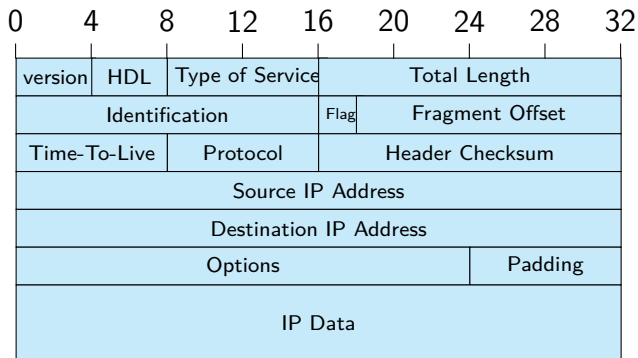 0 4 8 12 16 20 24 28 32
version HDL Type of Service Total Length
Identification Flag Fragment Offset
Time-To-Live Protocol Header Checksum
Source IP Address
Destination IP Address
Options Padding
IP Data